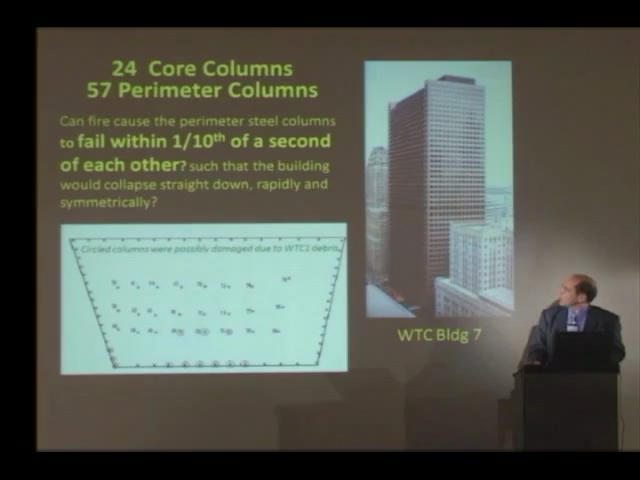 24 Core Columns
57 Perimeter Columns
Can fire cause the perimeter steel columns
to fail within 1/10th of a second
of each other? such that the building
would collapse straight down, rapidly and
symmetrically?
Circled columns were possibly damaged due to WTC1 debris
WTC Bldg 7